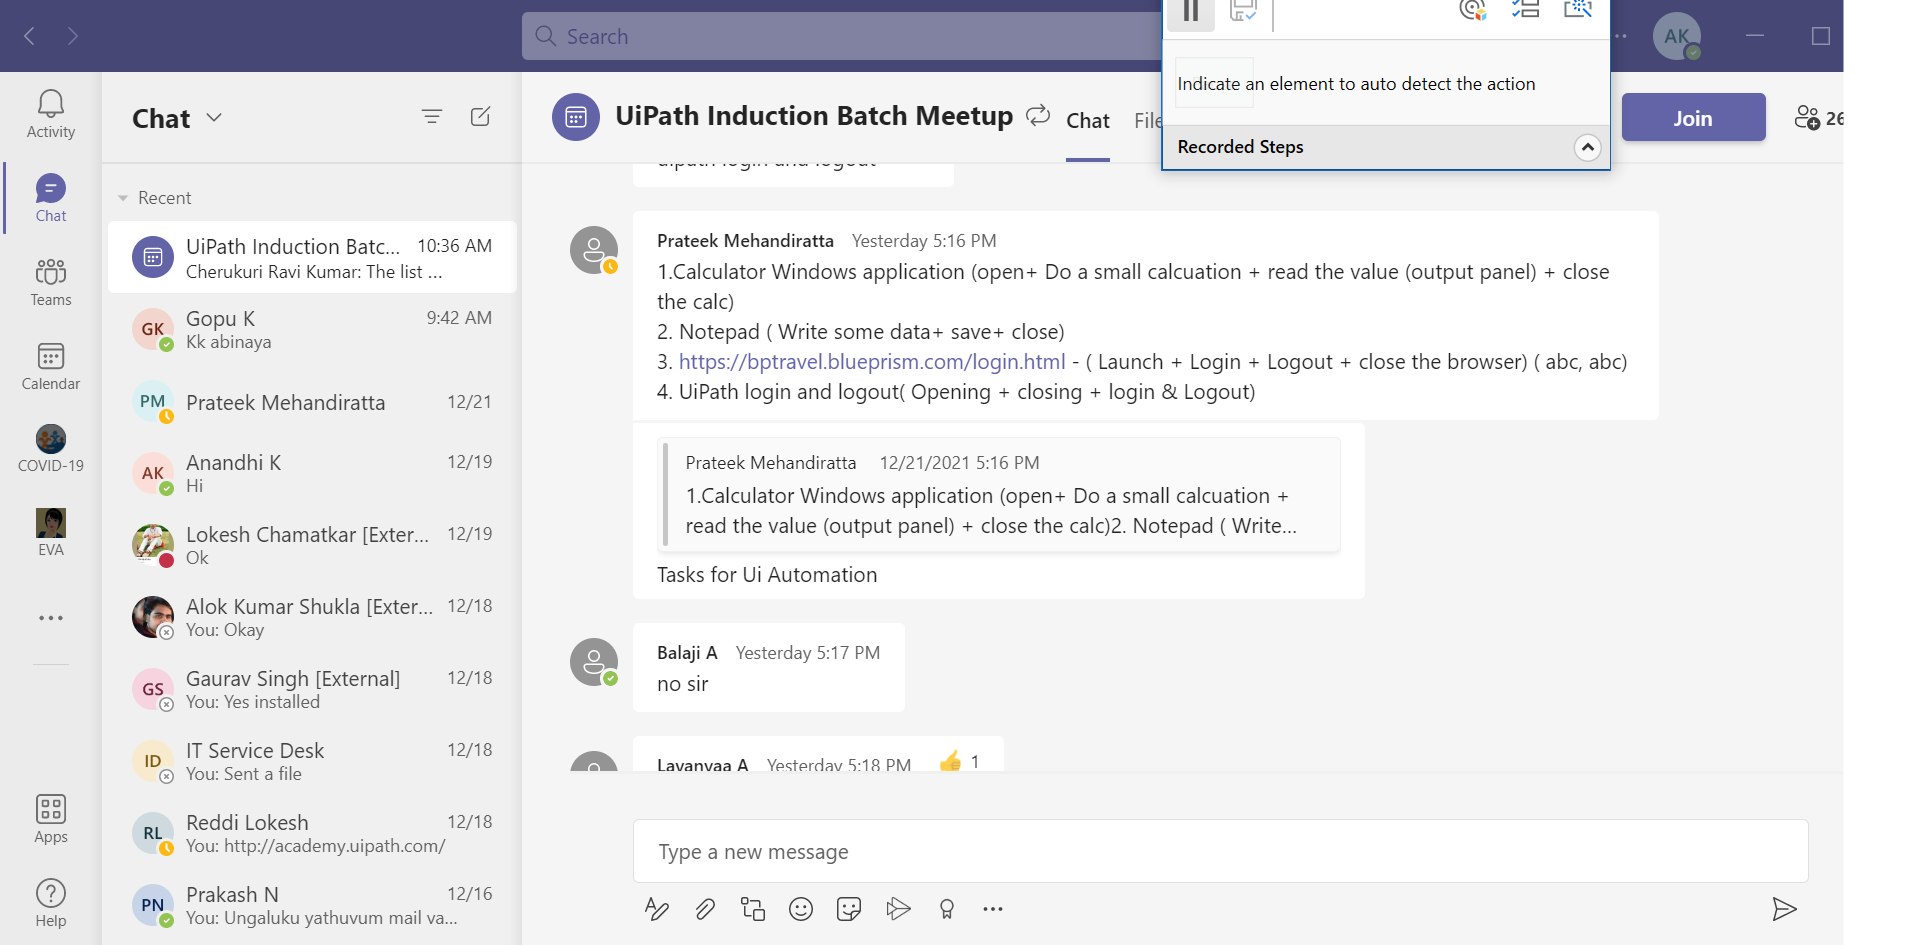 Search
AK
Indicate an element to auto detect the action
Recorded Steps
Activity
Chat
Teams
Calendar
COVID-19
EVA
Apps
Help
Chat
Recent
UiPath Induction Batc... 10:36 AM
Cherukuri Ravi Kumar: The list ...
GK
Gopu K 9:42 AM
Kk abinaya
PM
Prateek Mehandiratta 12/21
AK
Anandhi K 12/19
Hi
Lokesh Chamatkar [Exter... 12/19
Ok
Alok Kumar Shukla [Exter... 12/18
You: Okay
GS
Gaurav Singh [External] 12/18
You: Yes installed
ID
IT Service Desk 12/18
You: Sent a file
RL
Reddi Lokesh 12/18
You: http://academy.uipath.com/
PN
Prakash N 12/16
You: Ungaluku yathuvum mail va...
UiPath Induction Batch Meetup Chat File Join 26
uipath login and logout
Prateek Mehandiratta Yesterday 5:16 PM
1.Calculator Windows application (open+ Do a small calcuation + read the value (output panel) + close
the calc)
2. Notepad ( Write some data+ save+ close)
3. https://bptravel.blueprism.com/login.html - ( Launch + Login + Logout + close the browser) ( abc, abc)
4. UiPath login and logout( Opening + closing + login & Logout)
Prateek Mehandiratta 12/21/2021 5:16 PM
1.Calculator Windows application (open+ Do a small calcuation +
read the value (output panel) + close the calc)2. Notepad ( Write...
Tasks for Ui Automation
Balaji A Yesterday 5:17 PM
no sir
Lavanyaa A Yesterday 5:18 PM 1
Type a new message